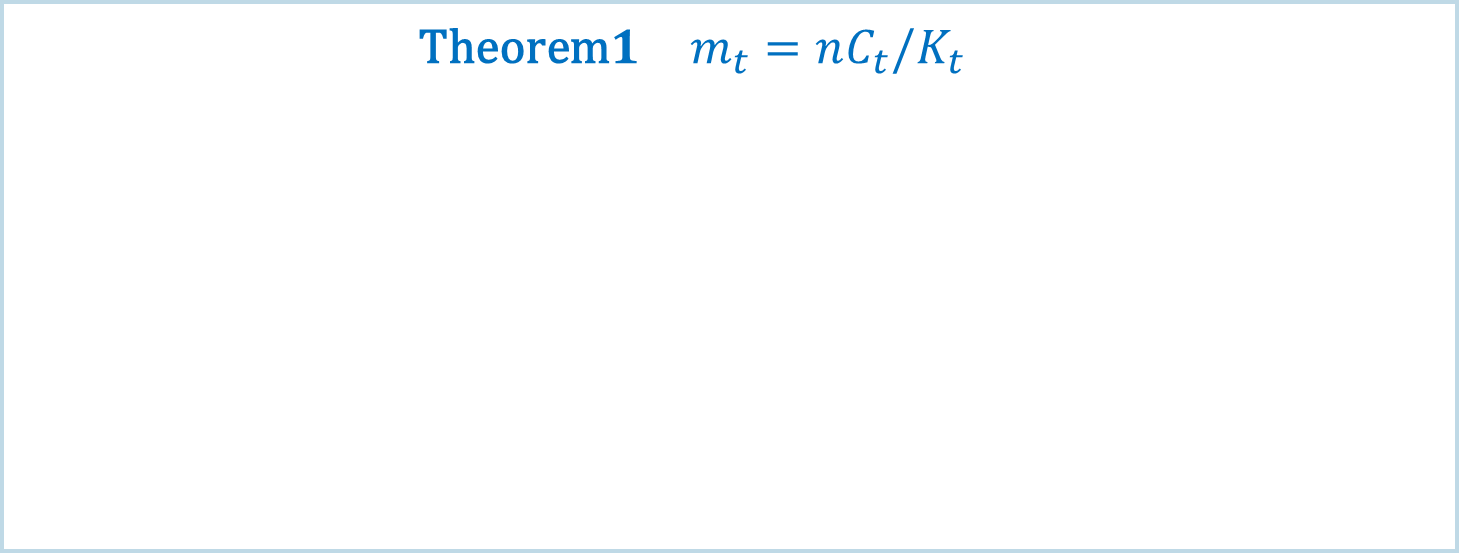 Theorem1 m_t = nC_t/K_t